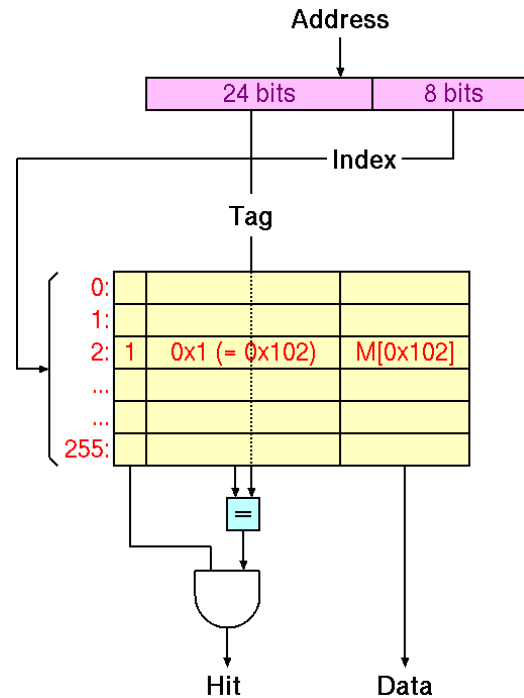 Address
24 bits 8 bits
Index
Tag
0:
1:
2: 1 0x1 (= 0x102) M[0x102]
...
...
255:
=
Hit Data